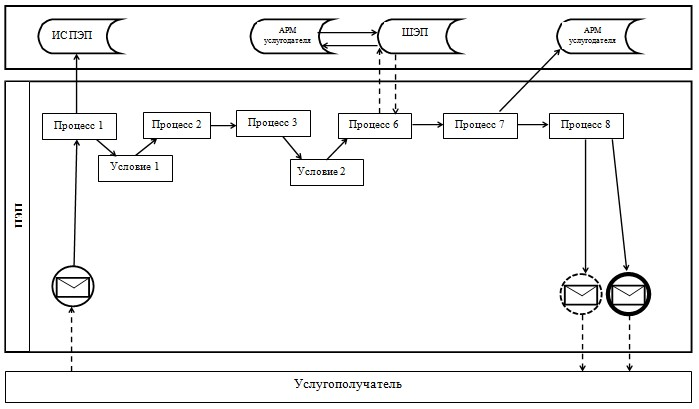 ИС ПЭП
АРМ
услугодателя
ШЭП
АРМ
услугодателя
Процесс 1
Процесс 2
Процесс 3
Процесс 6
Процесс 7
Процесс 8
Условие 1
Условие 2
ПЭП
Услугополучатель